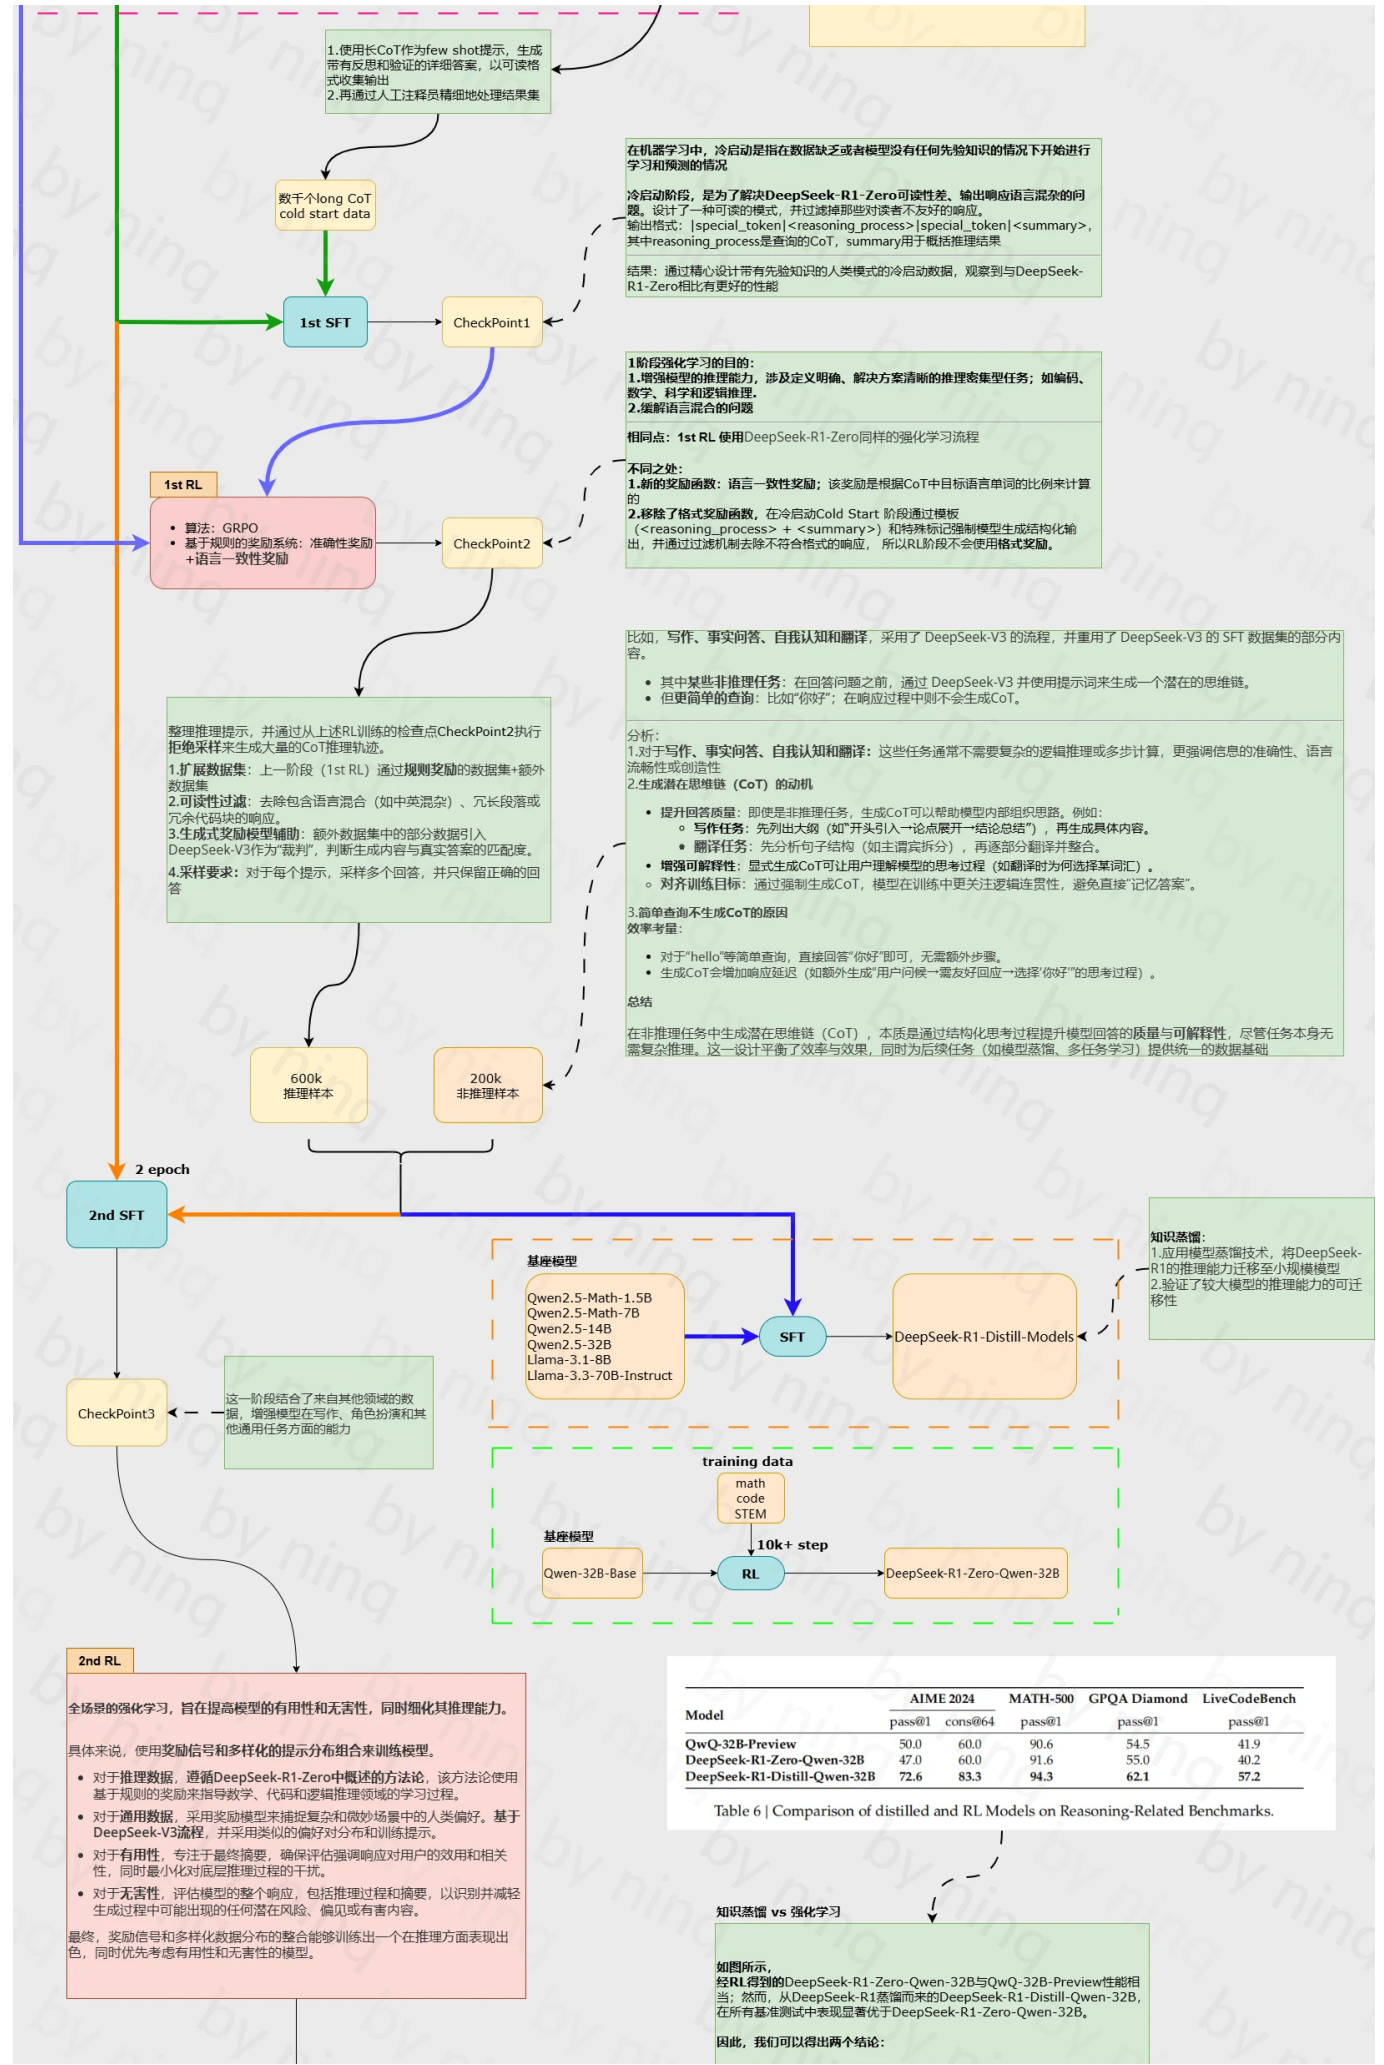 1.使用长CoT作为few shot提示，生成
带有反思和验证的详细答案，以可读格
式收集输出
2.再通过人工注释员精细地处理结果集
数千个long CoT
cold start data
1st SFT
CheckPoint1
在机器学习中，冷启动是指在数据缺乏或者模型没有任何先验知识的情况下开始进行
学习和预测的情况
冷启动阶段，是为了解决DeepSeek-R1-Zero可读性差、输出响应语言混杂的问
题。设计了一种可读的模式，并过滤掉那些对读者不友好的响应。
输出格式：|special_token|<reasoning_process>|special_token|<summary>，
其中reasoning_process是查询的CoT，summary用于概括推理结果
结果：通过精心设计带有先验知识的人类模式的冷启动数据，观察到与DeepSeek-
R1-Zero相比有更好的性能
1阶段强化学习的目的：
1.增强模型的推理能力，涉及定义明确、解决方案清晰的推理密集型任务；如编码、
数学、科学和逻辑推理.
2.缓解语言混合的问题
相同点：1st RL 使用DeepSeek-R1-Zero同样的强化学习流程
不同之处：
1.新的奖励函数：语言一致性奖励；该奖励是根据CoT中目标语言单词的比例来计算
的
2.移除了格式奖励函数，在冷启动Cold Start 阶段通过模板
（<reasoning_process> + <summary>）和特殊标记强制模型生成结构化输
出，并通过过滤机制去除不符合格式的响应， 所以RL阶段不会使用格式奖励。
1st RL
• 算法：GRPO
• 基于规则的奖励系统：准确性奖励
+语言一致性奖励
CheckPoint2
比如，写作、事实问答、自我认知和翻译，采用了 DeepSeek-V3 的流程，并重用了 DeepSeek-V3 的 SFT 数据集的部分内
容。
• 其中某些非推理任务：在回答问题之前，通过 DeepSeek-V3 并使用提示词来生成一个潜在的思维链。
• 但更简单的查询：比如“你好”；在响应过程中则不会生成CoT。
分析：
1.对于写作、事实问答、自我认知和翻译：这些任务通常不需要复杂的逻辑推理或多步计算，更强调信息的准确性、语言
流畅性或创造性
2.生成潜在思维链（CoT）的动机
• 提升回答质量：即使是非推理任务，生成CoT可以帮助模型内部组织思路。例如：
○ 写作任务：先列出大纲（如“开头引入→论点展开→结论总结”），再生成具体内容。
• 翻译任务：先分析句子结构（如主谓宾拆分），再逐部分翻译并整合。
• 增强可解释性：显式生成CoT可让用户理解模型的思考过程（如翻译时为何选择某词汇）。
○ 对齐训练目标：通过强制生成CoT，模型在训练中更关注逻辑连贯性，避免直接“记忆答案”。
3.简单查询不生成CoT的原因
效率考量：
• 对于“hello”等简单查询，直接回答“你好”即可，无需额外步骤。
• 生成CoT会增加响应延迟（如额外生成“用户问候→需友好回应→选择‘你好’”的思考过程）。
总结
在非推理任务中生成潜在思维链（CoT），本质是通过结构化思考过程提升模型回答的质量与可解释性，尽管任务本身无
需复杂推理。这一设计平衡了效率与效果，同时为后续任务（如模型蒸馏、多任务学习）提供统一的数据基础
整理推理提示，并通过从上述RL训练的检查点CheckPoint2执行
拒绝采样来生成大量的CoT推理轨迹。
1.扩展数据集：上一阶段（1st RL）通过规则奖励的数据集+额外
数据集
2.可读性过滤：去除包含语言混合（如中英混杂）、冗长段落或
冗余代码块的响应。
3.生成式奖励模型辅助：额外数据集中的部分数据引入
DeepSeek-V3作为“裁判”，判断生成内容与真实答案的匹配度。
4.采样要求：对于每个提示，采样多个回答，并只保留正确的回
答
600k
推理样本
200k
非推理样本
2 epoch
2nd SFT
知识蒸馏：
1.应用模型蒸馏技术，将DeepSeek-
R1的推理能力迁移至小规模模型
2.验证了较大模型的推理能力的可迁
移性
基座模型
Qwen2.5-Math-1.5B
Qwen2.5-Math-7B
Qwen2.5-14B
Qwen2.5-32B
Llama-3.1-8B
Llama-3.3-70B-Instruct
SFT
DeepSeek-R1-Distill-Models
CheckPoint3
这一阶段结合了来自其他领域的数
据，增强模型在写作、角色扮演和其
他通用任务方面的能力
training data
math
code
STEM
基座模型
10k+ step
Qwen-32B-Base
RL
DeepSeek-R1-Zero-Qwen-32B
2nd RL
全场景的强化学习，旨在提高模型的有用性和无害性，同时细化其推理能力。
具体来说，使用奖励信号和多样化的提示分布组合来训练模型。
• 对于推理数据，遵循DeepSeek-R1-Zero中概述的方法论，该方法论使用
基于规则的奖励来指导数学、代码和逻辑推理领域的学习过程。
• 对于通用数据，采用奖励模型来捕捉复杂和微妙场景中的人类偏好。基于
DeepSeek-V3流程，并采用类似的偏好对分布和训练提示。
• 对于有用性，专注于最终摘要，确保评估强调响应对用户的效用和相关
性，同时最小化对底层推理过程的干扰。
• 对于无害性，评估模型的整个响应，包括推理过程和摘要，以识别并减轻
生成过程中可能出现的任何潜在风险、偏见或有害内容。
最终，奖励信号和多样化数据分布的整合能够训练出一个在推理方面表现出
色，同时优先考虑有用性和无害性的模型。
Model AIME 2024 MATH-500 GPQA Diamond LiveCodeBench
pass@1 cons@64 pass@1 pass@1 pass@1
QwQ-32B-Preview 50.0 60.0 90.6 54.5 41.9
DeepSeek-R1-Zero-Qwen-32B 47.0 60.0 91.6 55.0 40.2
DeepSeek-R1-Distill-Qwen-32B 72.6 83.3 94.3 62.1 57.2
Table 6 | Comparison of distilled and RL Models on Reasoning-Related Benchmarks.
知识蒸馏 vs 强化学习
如图所示，
经RL得到的DeepSeek-R1-Zero-Qwen-32B与QwQ-32B-Preview性能相
当；然而，从DeepSeek-R1蒸馏而来的DeepSeek-R1-Distill-Qwen-32B，
在所有基准测试中表现显著优于DeepSeek-R1-Zero-Qwen-32B。
因此，我们可以得出两个结论：
by ning